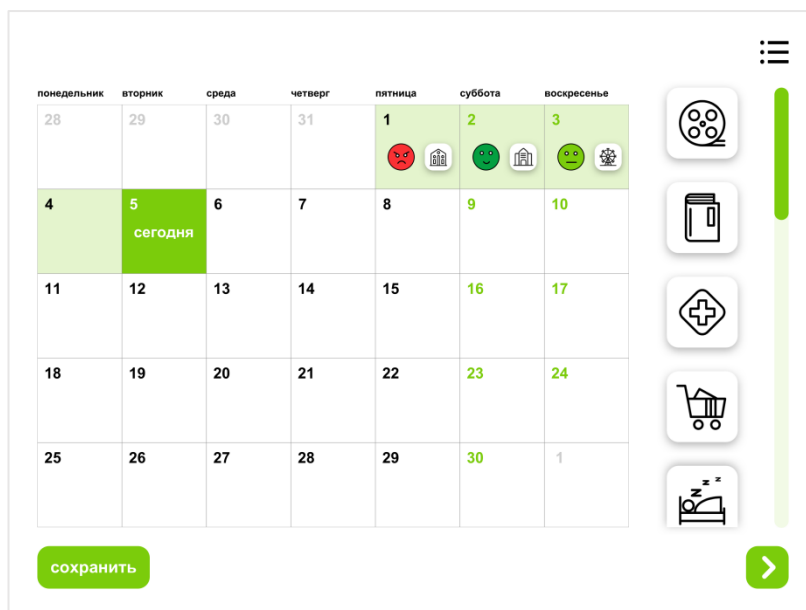 понедельник вторник среда четверг пятница суббота воскресенье
28 29 30 31 1 2 3
4 5 6 7 8 9 10
сегодня
11 12 13 14 15 16 17
18 19 20 21 22 23 24
25 26 27 28 29 30 1
сохранить